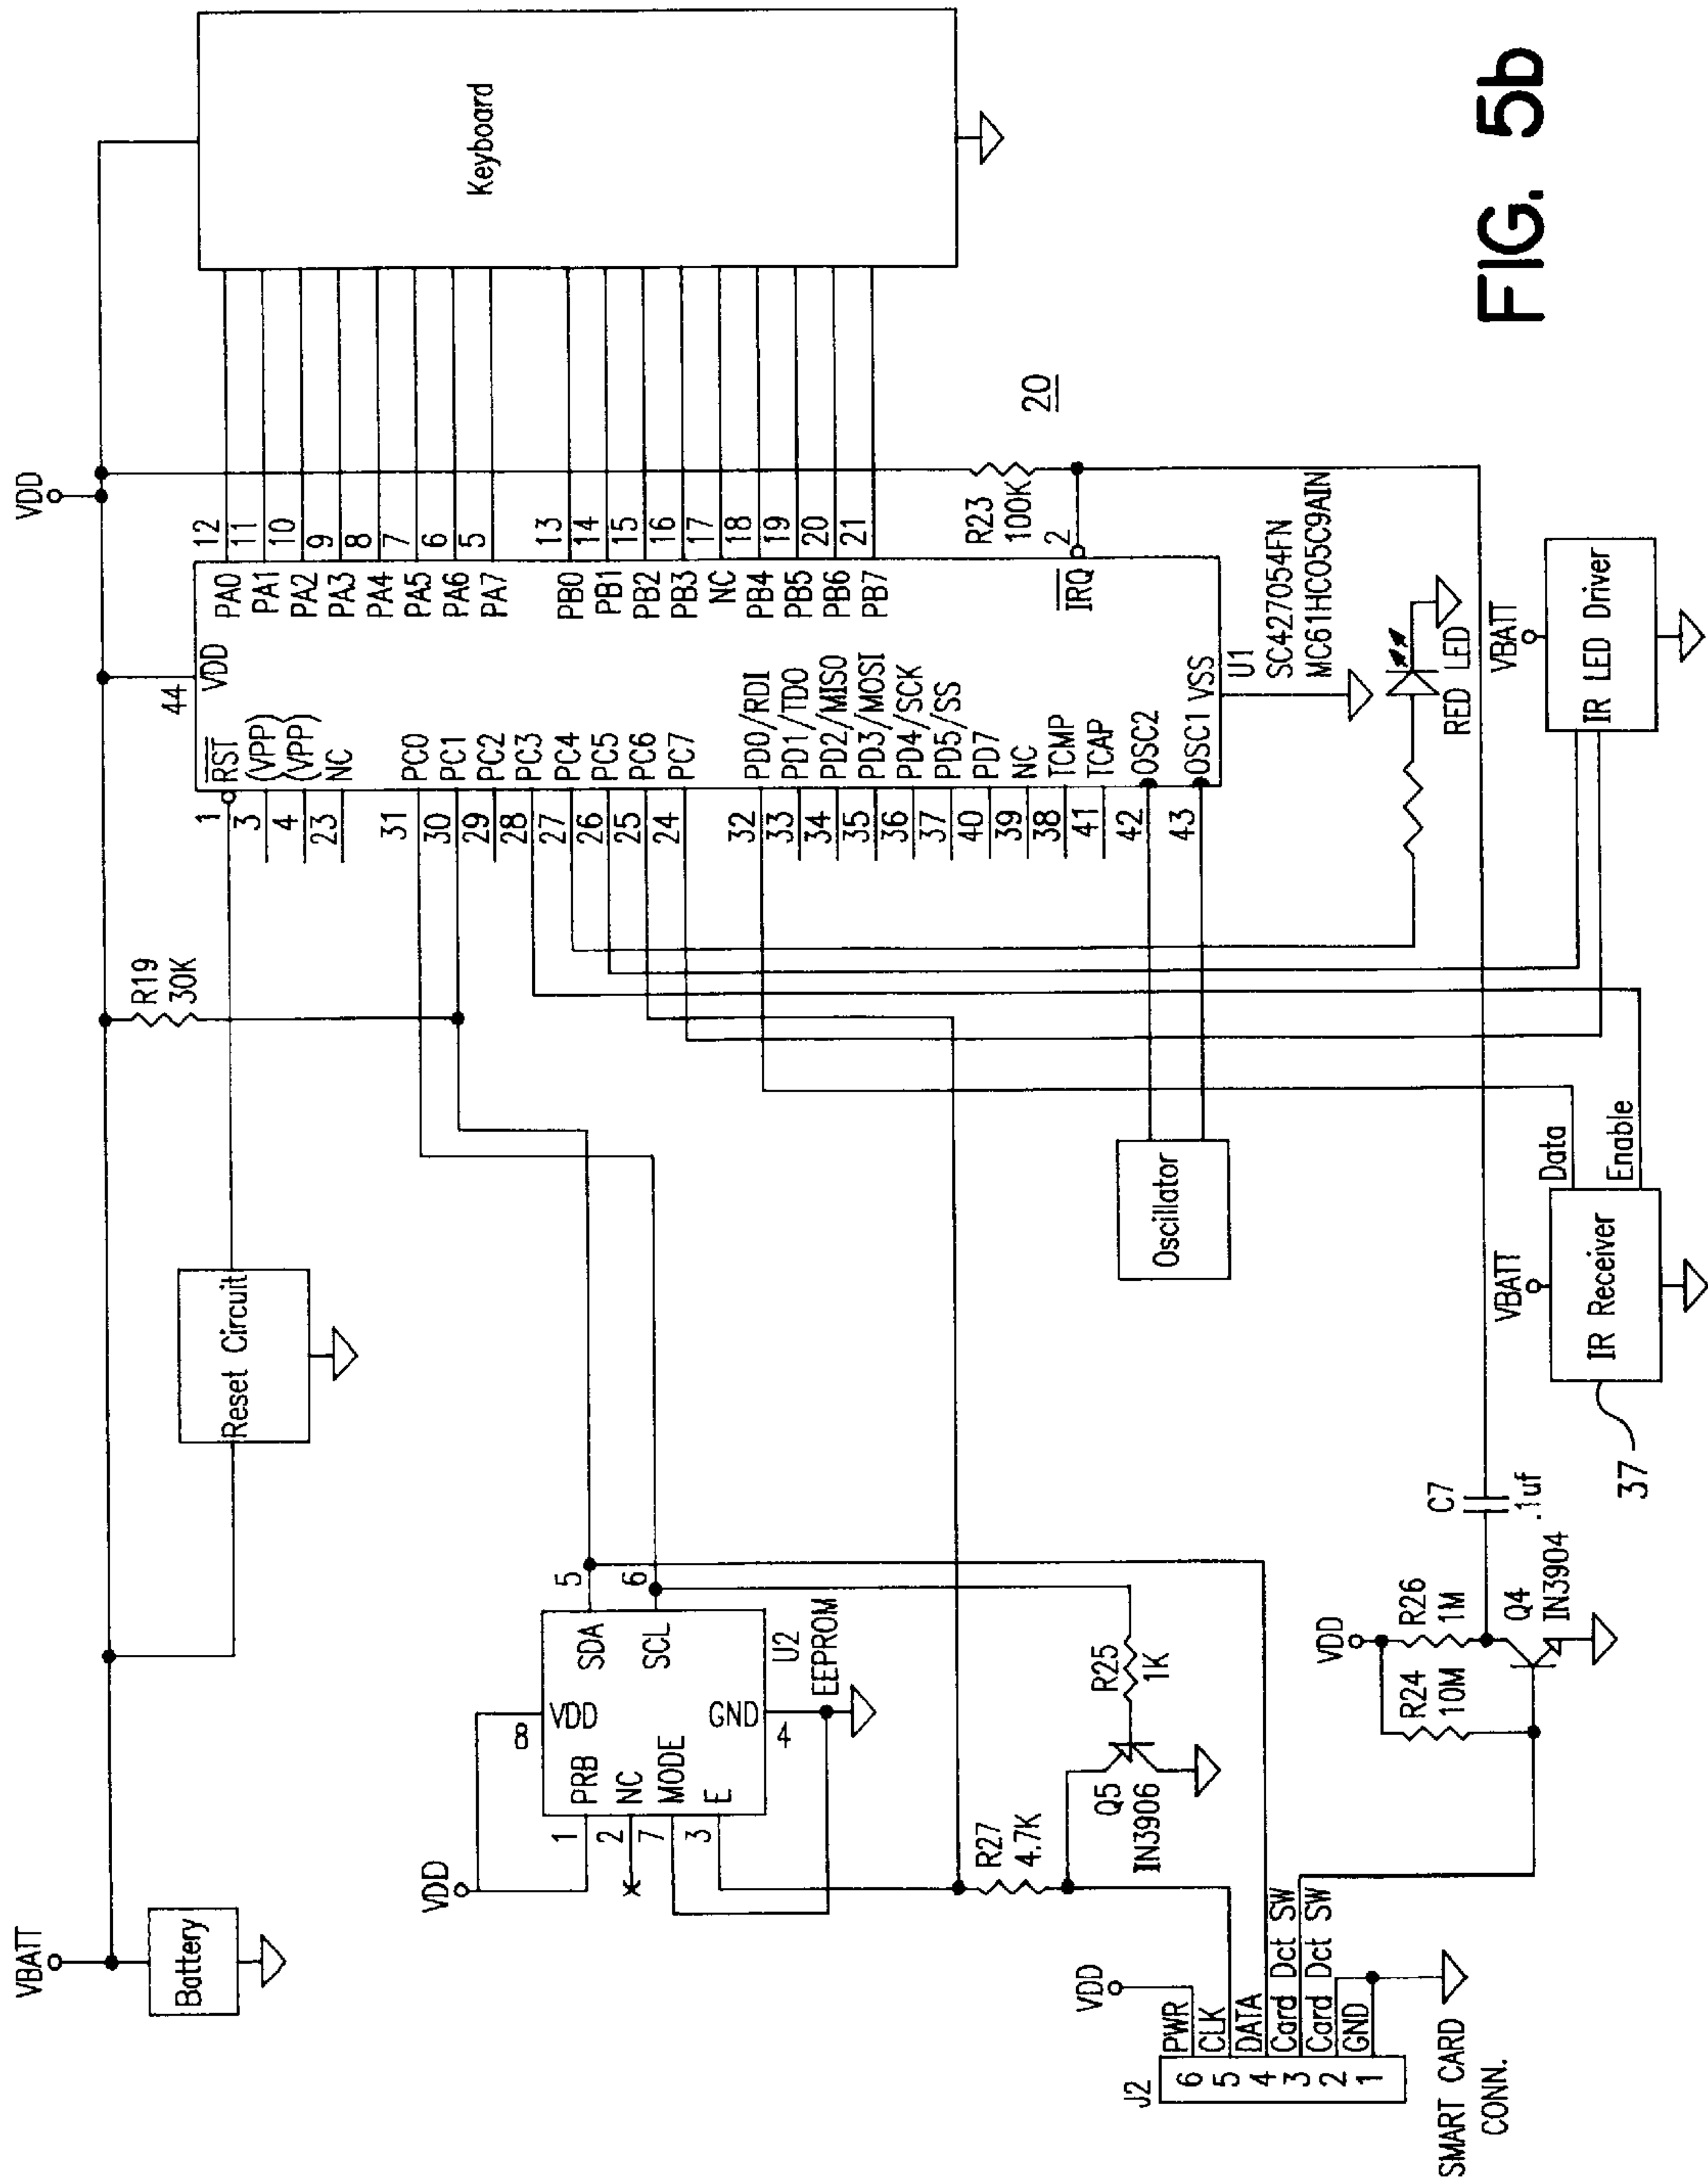 VBATT
Battery
Reset Circuit
R19
30K
VDD
Keyboard
VDD
8
VDD
1
PRB
2
NC
7
MODE
3
E
SDA
5
SCL
6
GND
4
U2
EEPROM
44
VDD
1
RST
3
(VPP)
4
(VPP)
23
NC
31
PC0
30
PC1
29
PC2
28
PC3
27
PC4
26
PC5
25
PC6
24
PC7
32
PD0/RDI
33
PD1/TDO
34
PD2/MISO
35
PD3/MOSI
36
PD4/SCK
37
PD5/SS
40
PD7
39
NC
38
TCMP
41
TCAP
42
OSC2
43
OSC1
VSS
PA0
12
PA1
11
PA2
10
PA3
9
PA4
8
PA5
7
PA6
6
PA7
5
PB0
13
PB1
14
PB2
15
PB3
16
NC
17
PB4
18
PB5
19
PB6
20
PB7
21
IRQ
2
R23
100K
U1
SC427054FN
MC61HC05C9AIN
20
R27
4.7K
Q5
IN3906
R25
1K
Oscillator
RED LED
VDD
J2
6
PWR
5
CLK
4
DATA
3
Card Dct SW
2
Card Dct SW
1
GND
SMART CARD
CONN.
VDD
R24
10M
R26
1M
Q4
IN3904
C7
.1uf
VBATT
IR Receiver
Data
Enable
37
VBATT
IR LED Driver
FIG. 5b